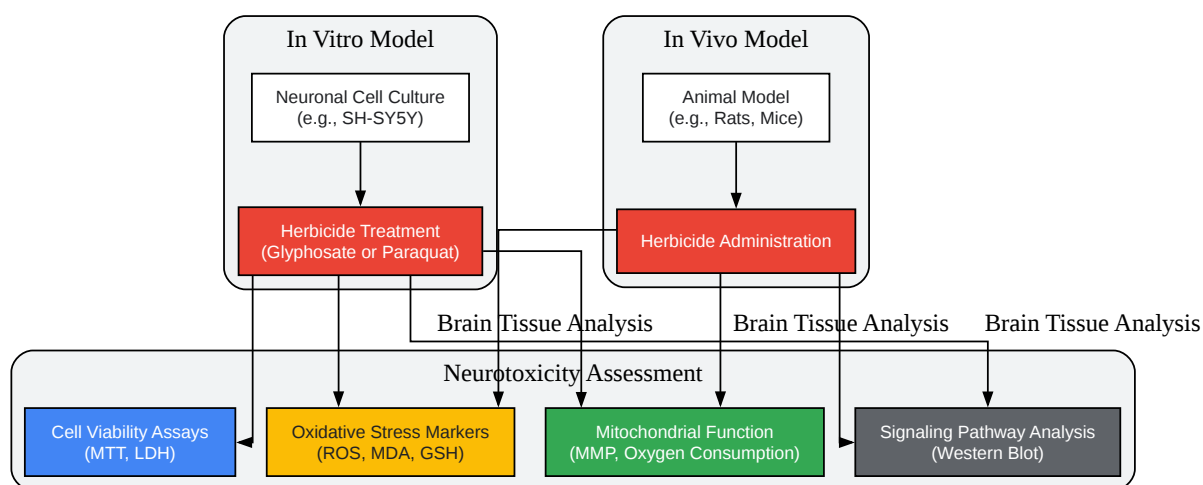 In Vitro Model
In Vivo Model
Neuronal Cell Culture
(e.g., SH-SY5Y)
Animal Model
(e.g., Rats, Mice)
Herbicide Treatment
(Glyphosate or Paraquat)
Herbicide Administration
Brain Tissue Analysis
Brain Tissue Analysis
Brain Tissue Analysis
Neurotoxicity Assessment
Cell Viability Assays
(MTT, LDH)
Oxidative Stress Markers
(ROS, MDA, GSH)
Mitochondrial Function
(MMP, Oxygen Consumption)
Signaling Pathway Analysis
(Western Blot)